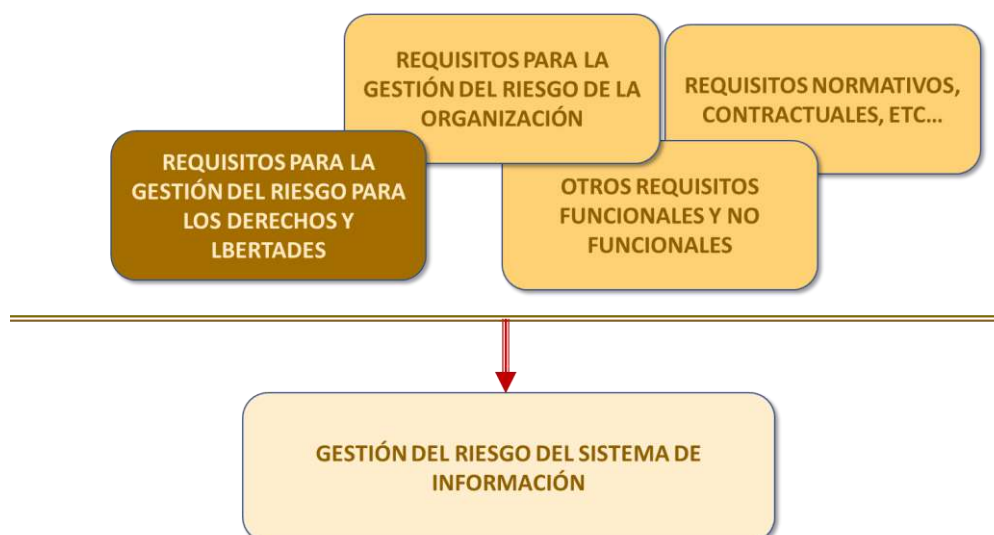 REQUISITOS PARA LA
GESTIÓN DEL RIESGO DE LA
ORGANIZACIÓN
REQUISITOS NORMATIVOS,
CONTRACTUALES, ETC...
REQUISITOS PARA LA
GESTIÓN DEL RIESGO PARA
LOS DERECHOS Y
LBERTADES
OTROS REQUISITOS
FUNCIONALES Y NO
FUNCIONALES
GESTIÓN DEL RIESGO DEL SISTEMA DE
INFORMACIÓN